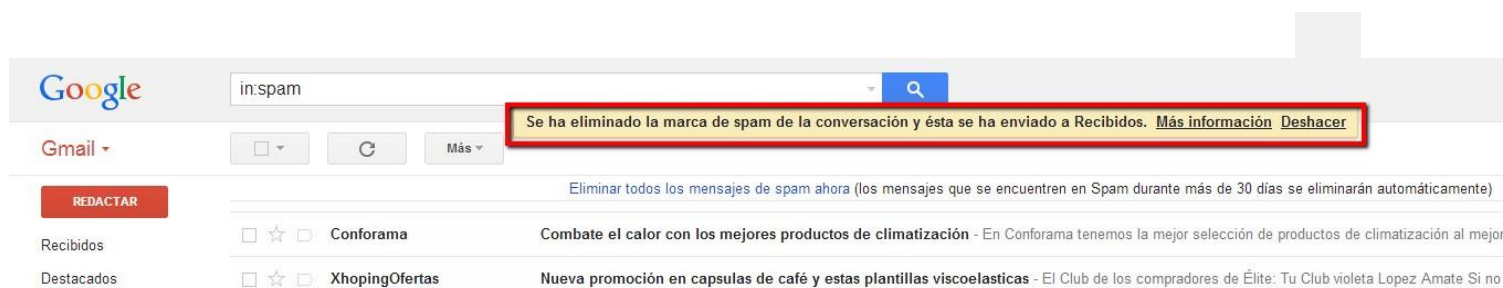 Google
in:spam
Se ha eliminado la marca de spam de la conversación y ésta se ha enviado a Recibidos. Más información Deshacer
Gmail
Más
Eliminar todos los mensajes de spam ahora (los mensajes que se encuentren en Spam durante más de 30 días se eliminarán automáticamente)
REDACTAR
Recibidos
Conforama Combate el calor con los mejores productos de climatización - En Conforama tenemos la mejor selección de productos de climatización al mejor
Destacados
XhopingOfertas Nueva promoción en capsulas de café y estas plantillas viscoelasticas - El Club de los compradores de Élite: Tu Club violeta Lopez Amate Si no